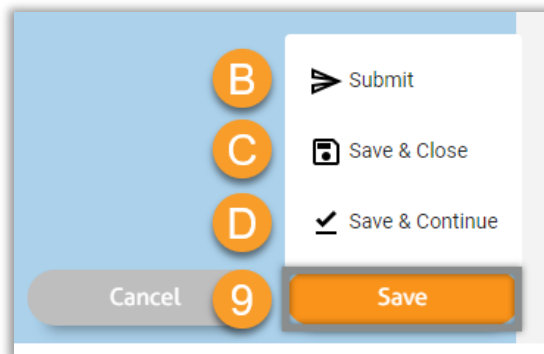 B Submit
C Save & Close
D Save & Continue
Cancel 9 Save